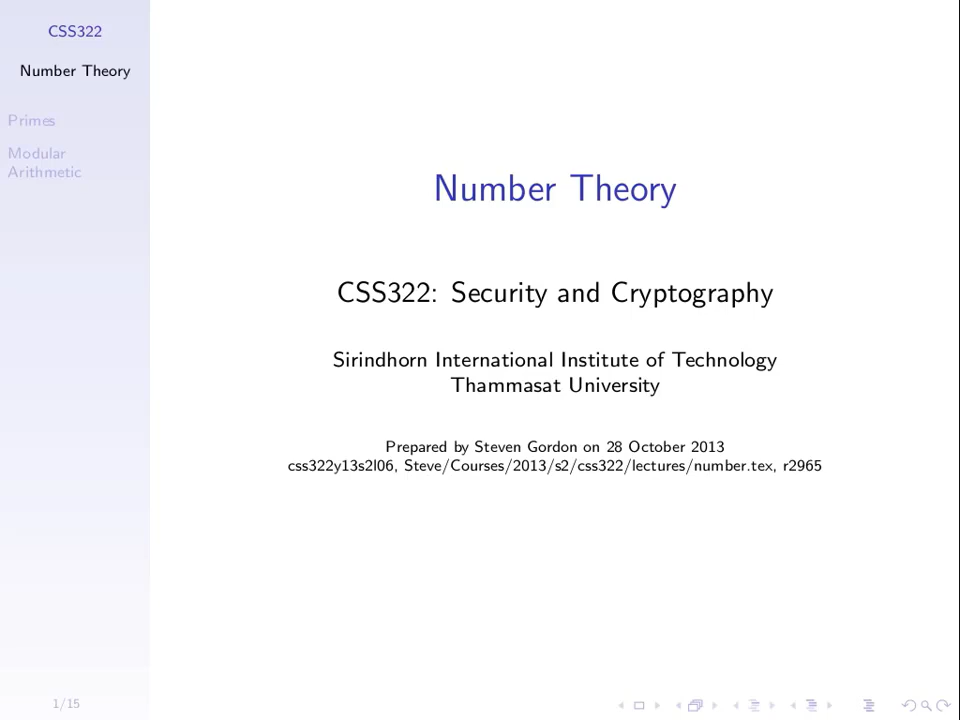 CSS322
Number Theory
Primes
Modular
Arithmetic
Number Theory
CSS322: Security and Cryptography
Sirindhorn International Institute of Technology
Thammasat University
Prepared by Steven Gordon on 28 October 2013
css322y13s2l06, Steve/Courses/2013/s2/css322/lectures/number.tex, r2965
1/15